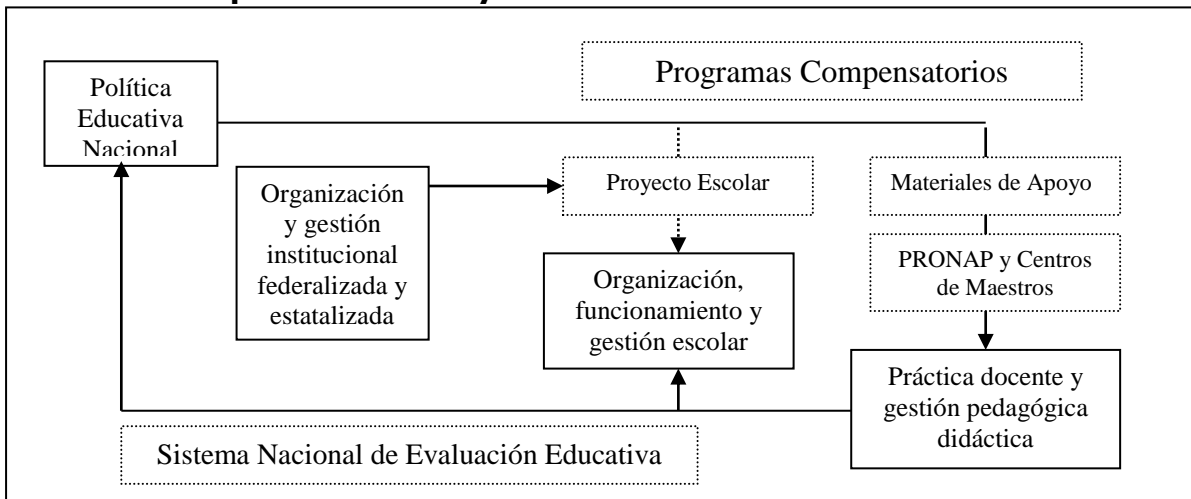 Política
Educativa
Nacional
Programas Compensatorios
Organización
y gestión
institucional
federalizada y
estatalizada
Proyecto Escolar
Materiales de Apoyo
PRONAP y Centros
de Maestros
Organización,
funcionamiento y
gestión escolar
Práctica docente y
gestión pedagógica
didáctica
Sistema Nacional de Evaluación Educativa